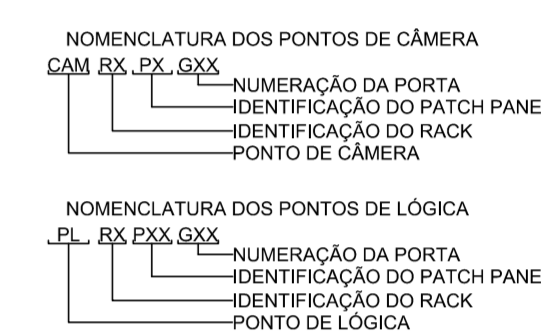 NOMENCLATURA DOS PONTOS DE CÂMERA
CAM RX PX GXX
NUMERAÇÃO DA PORTA
IDENTIFICAÇÃO DO PATCH PANE
IDENTIFICAÇÃO DO RACK
PONTO DE CÂMERA
NOMENCLATURA DOS PONTOS DE LÓGICA
PL RX PXX GXX
NUMERAÇÃO DA PORTA
IDENTIFICAÇÃO DO PATCH PANE
IDENTIFICAÇÃO DO RACK
PONTO DE LÓGICA